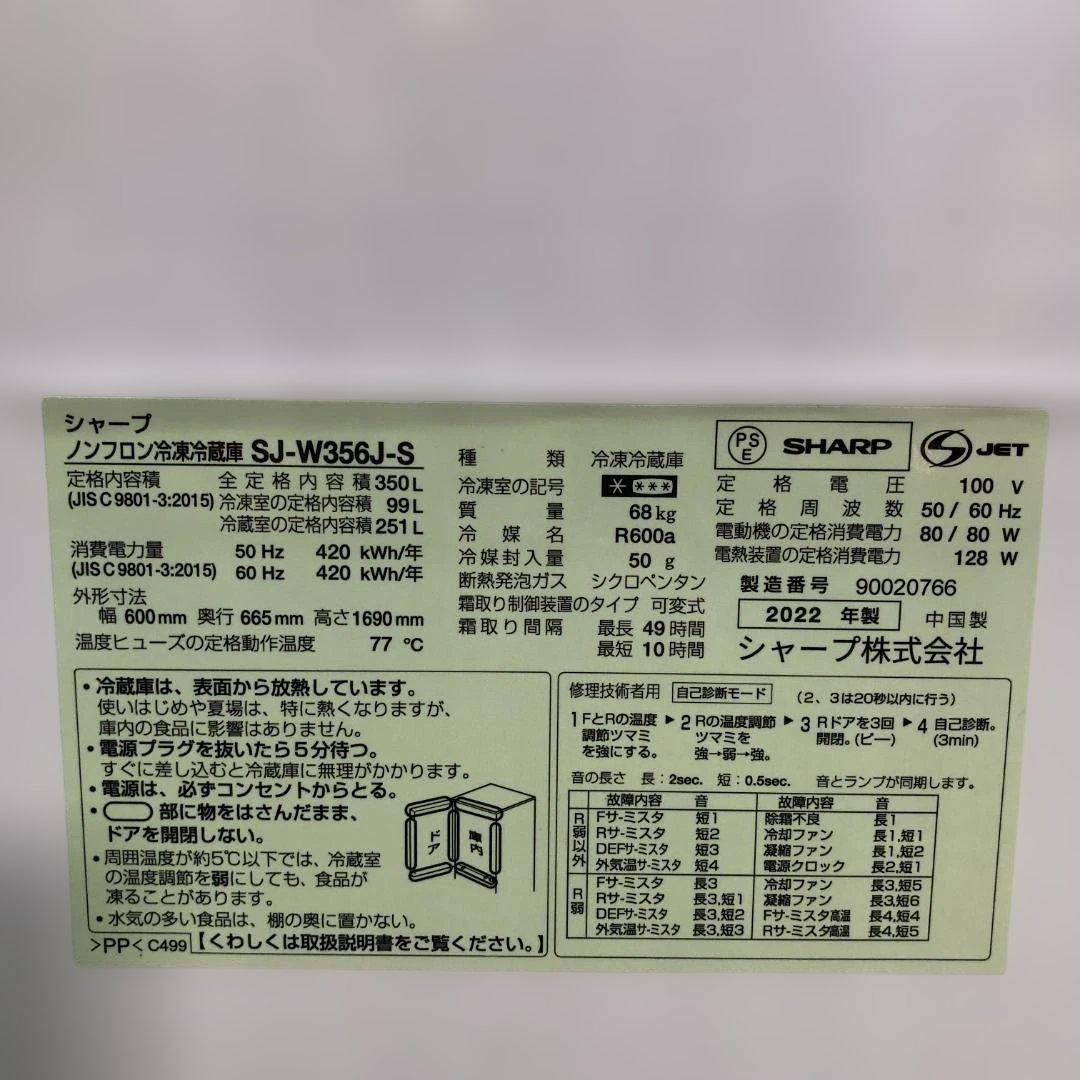 シャープ
ノンフロン冷凍冷蔵庫 SJ-W356J-S
定格内容積 全定格内容積 350 L
(JIS C 9801-3:2015) 冷凍室の定格内容積 99 L
冷蔵室の定格内容積 251 L
消費電力量 50 Hz 420 kWh/年
(JIS C 9801-3:2015) 60 Hz 420 kWh/年
外形寸法
幅 600 mm 奥行 665 mm 高さ 1690 mm
温度ヒューズの定格動作温度 77 ℃
種類 冷凍冷蔵庫
冷凍室の記号 * ***
質量 68 kg
冷媒名 R600a
冷媒封入量 50 g
断熱発泡ガス シクロペンタン
霜取り制御装置のタイプ 可変式
霜取り間隔 最長 49 時間
最短 10 時間
PSE SHARP S JET
定格電圧 100 V
定格周波数 50 / 60 Hz
電動機の定格消費電力 80 / 80 W
電熱装置の定格消費電力 128 W
製造番号 90020766
2022 年製 中国製
シャープ株式会社
・冷蔵庫は、表面から放熱しています。
使いはじめや夏場は、特に熱くなりますが、
庫内の食品に影響はありません。
・電源プラグを抜いたら5分待つ。
すぐに差し込むと冷蔵庫に無理がかかります。
・電源は、必ずコンセントからとる。
・部に物をはさんだまま、
ドアを開閉しない。
・周囲温度が約5℃以下では、冷蔵室
の温度調節を弱にしても、食品が
凍ることがあります。
・水気の多い食品は、棚の奥に置かない。
ドア 庫内
>PP< C499 【くわしくは取扱説明書をご覧ください。】
修理技術者用 自己診断モード (2、3は20秒以内に行う)
1 FとRの温度調節ツマミを強にする。 ▶ 2 Rの温度調節ツマミを強→弱→強。 ▶ 3 Rドアを3回開閉。(ピー) ▶ 4 自己診断。(3min)
音の長さ 長:2sec. 短:0.5sec. 音とランプが同期します。
故障内容 音 故障内容 音
R弱以外 Fサーミスタ 短1 除霜不良 長1
Rサーミスタ 短2 冷却ファン 長1,短1
DEFサーミスタ 短3 凝縮ファン 長1,短2
外気温サーミスタ 短4 電源クロック 長2,短1
R弱 Fサーミスタ 長3 冷却ファン 長3,短5
Rサーミスタ 長3,短1 凝縮ファン 長3,短6
DEFサーミスタ 長3,短2 Fサーミスタ高温 長4,短4
外気温サーミスタ 長3,短3 Rサーミスタ高温 長4,短5